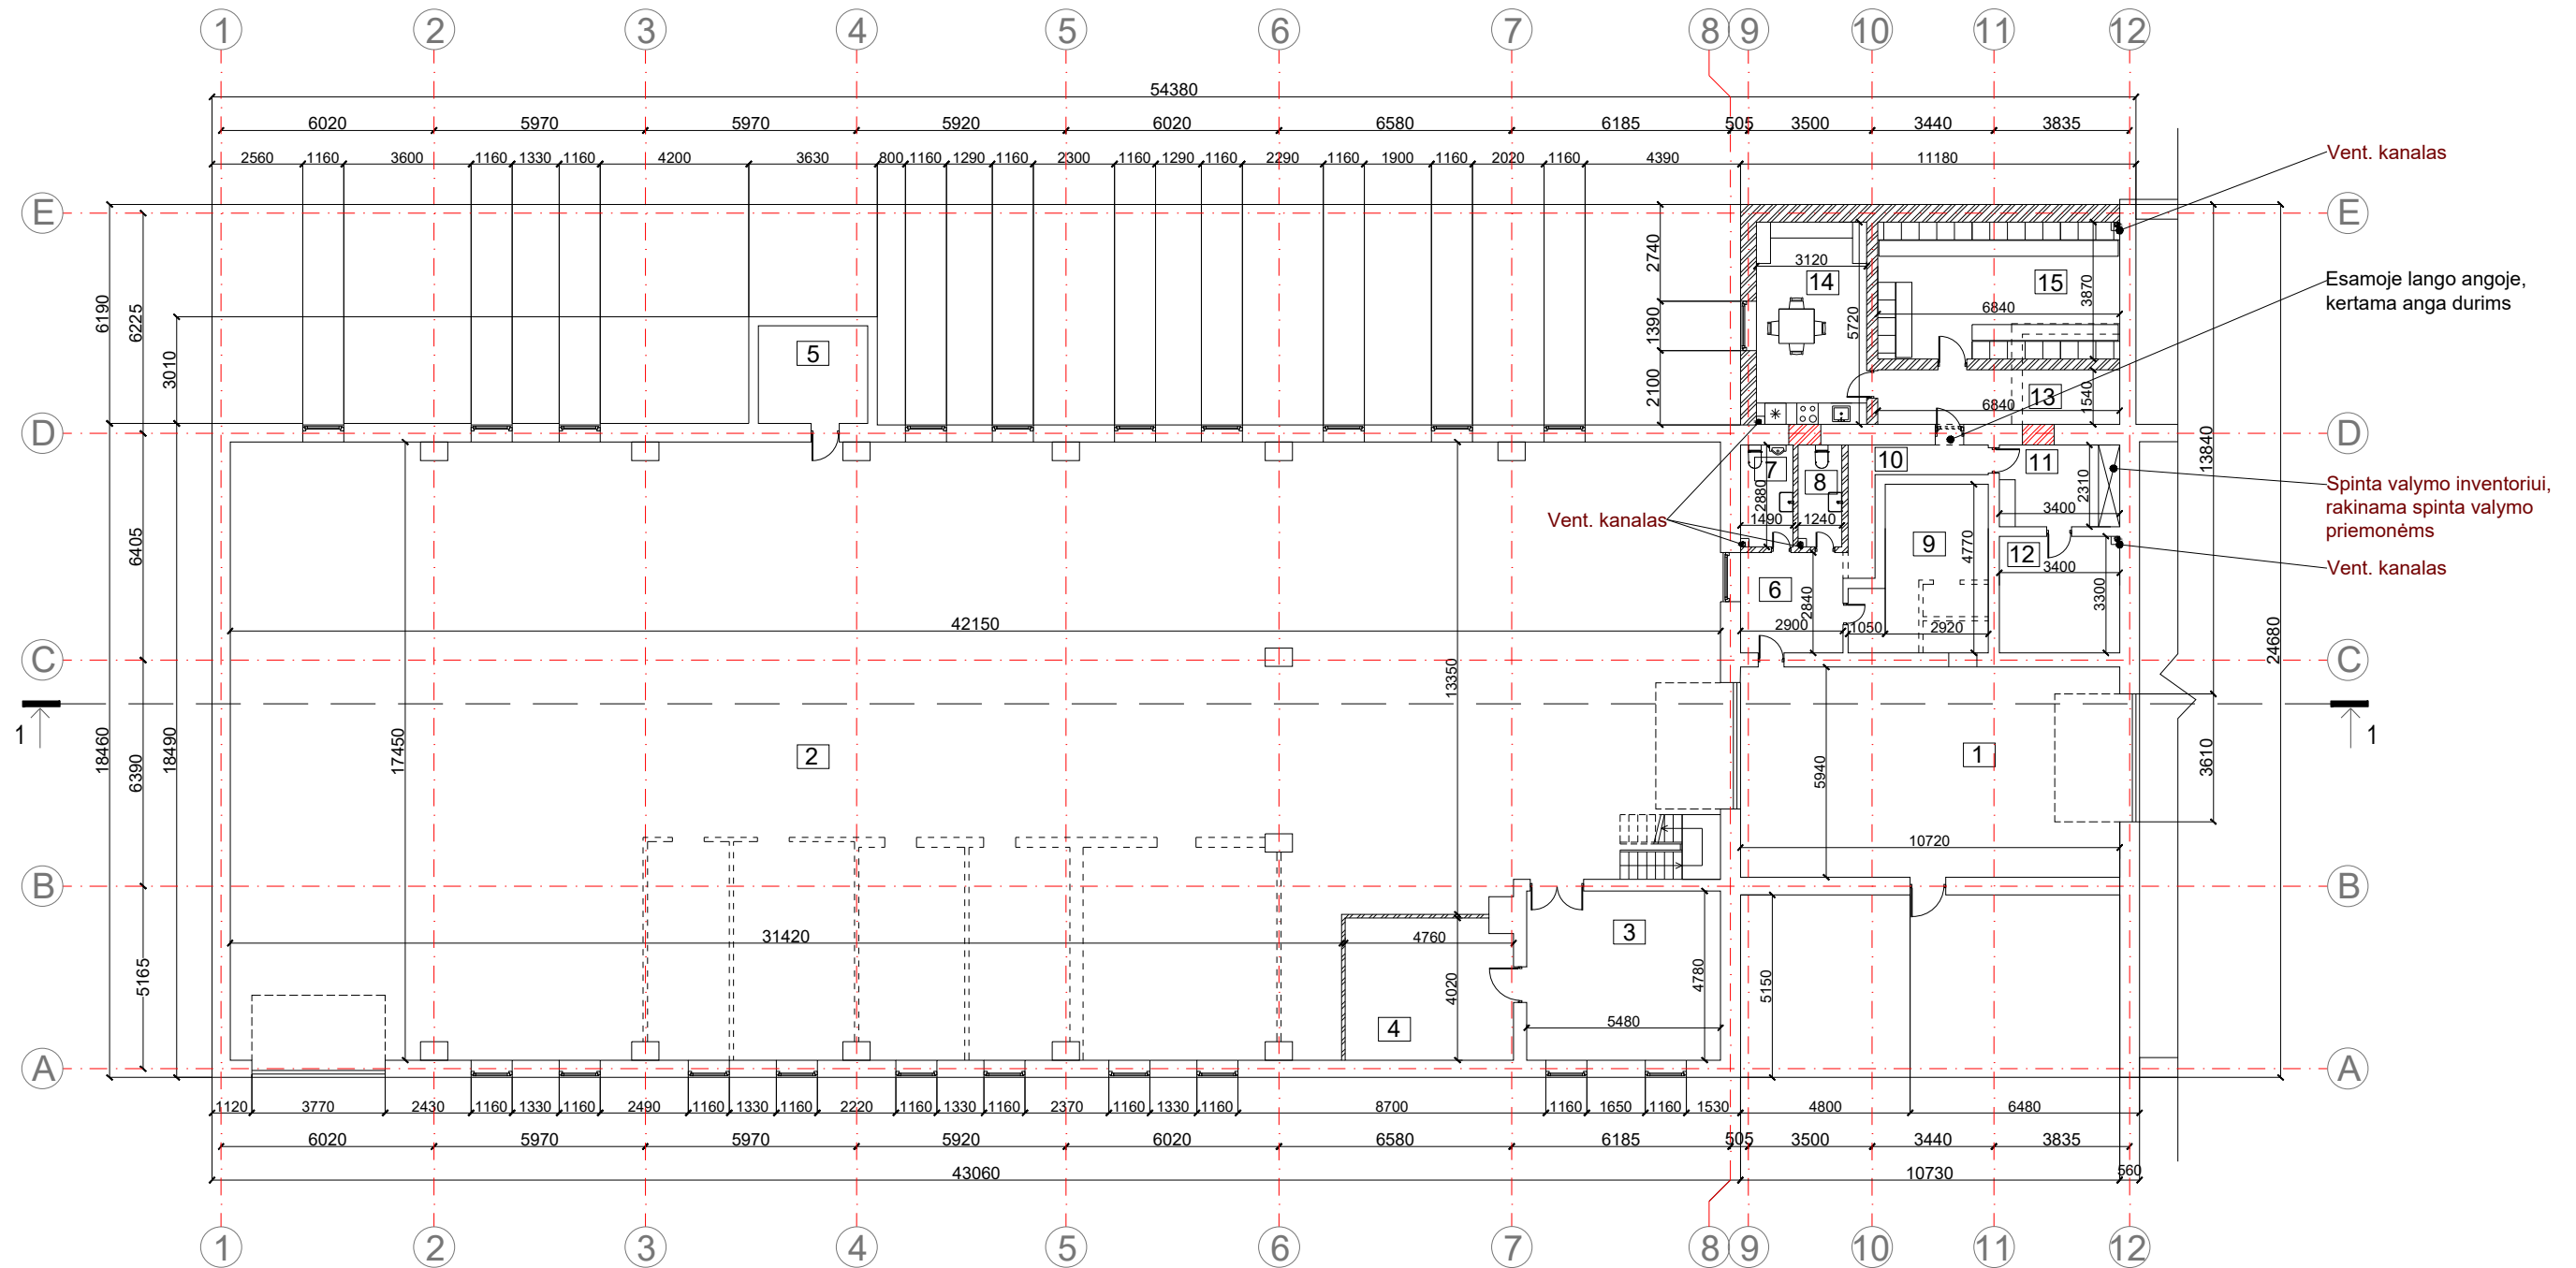 1 2 3 4 5 6 7 8 9 10 11 12
54380
6020 5970 5970 5920 6020 6580 6185 505 3500 3440 3835
2560 1160 3600 1160 1330 1160 4200 3630 800 1160 1290 1160 2300 1160 1290 1160 2290 1160 1900 1160 2020 1160 4390 11180
Vent. kanalas
E E
Esamoje lango angoje,
kertama anga durims
6190 6225 3010
2740 1390 2100
3120 14 5720
15 6840 3870
5
13 6840 1540
D D
13840
7 2880 1490
8 1240
10
11 2310 3400
Spinta valymo inventoriui,
rakinama spinta valymo
priemonėms
Vent. kanalas
9 4770
12 3400 3300
Vent. kanalas
6 2840 2900 1050 2920
6405
42150
24680
C C
13350
1 1
18460 6390 18490 17450
2
5940 1 3610
10720
B B
31420 4760
3
4780
5165
4020 4
5480
5150
A A
1120 3770 2430 1160 1330 1160 2490 1160 1330 1160 2220 1160 1330 1160 2370 1160 1330 1160 8700 1160 1650 1160 1530 4800 6480
6020 5970 5970 5920 6020 6580 6185 505 3500 3440 3835
43060 10730 560
1 2 3 4 5 6 7 8 9 10 11 12